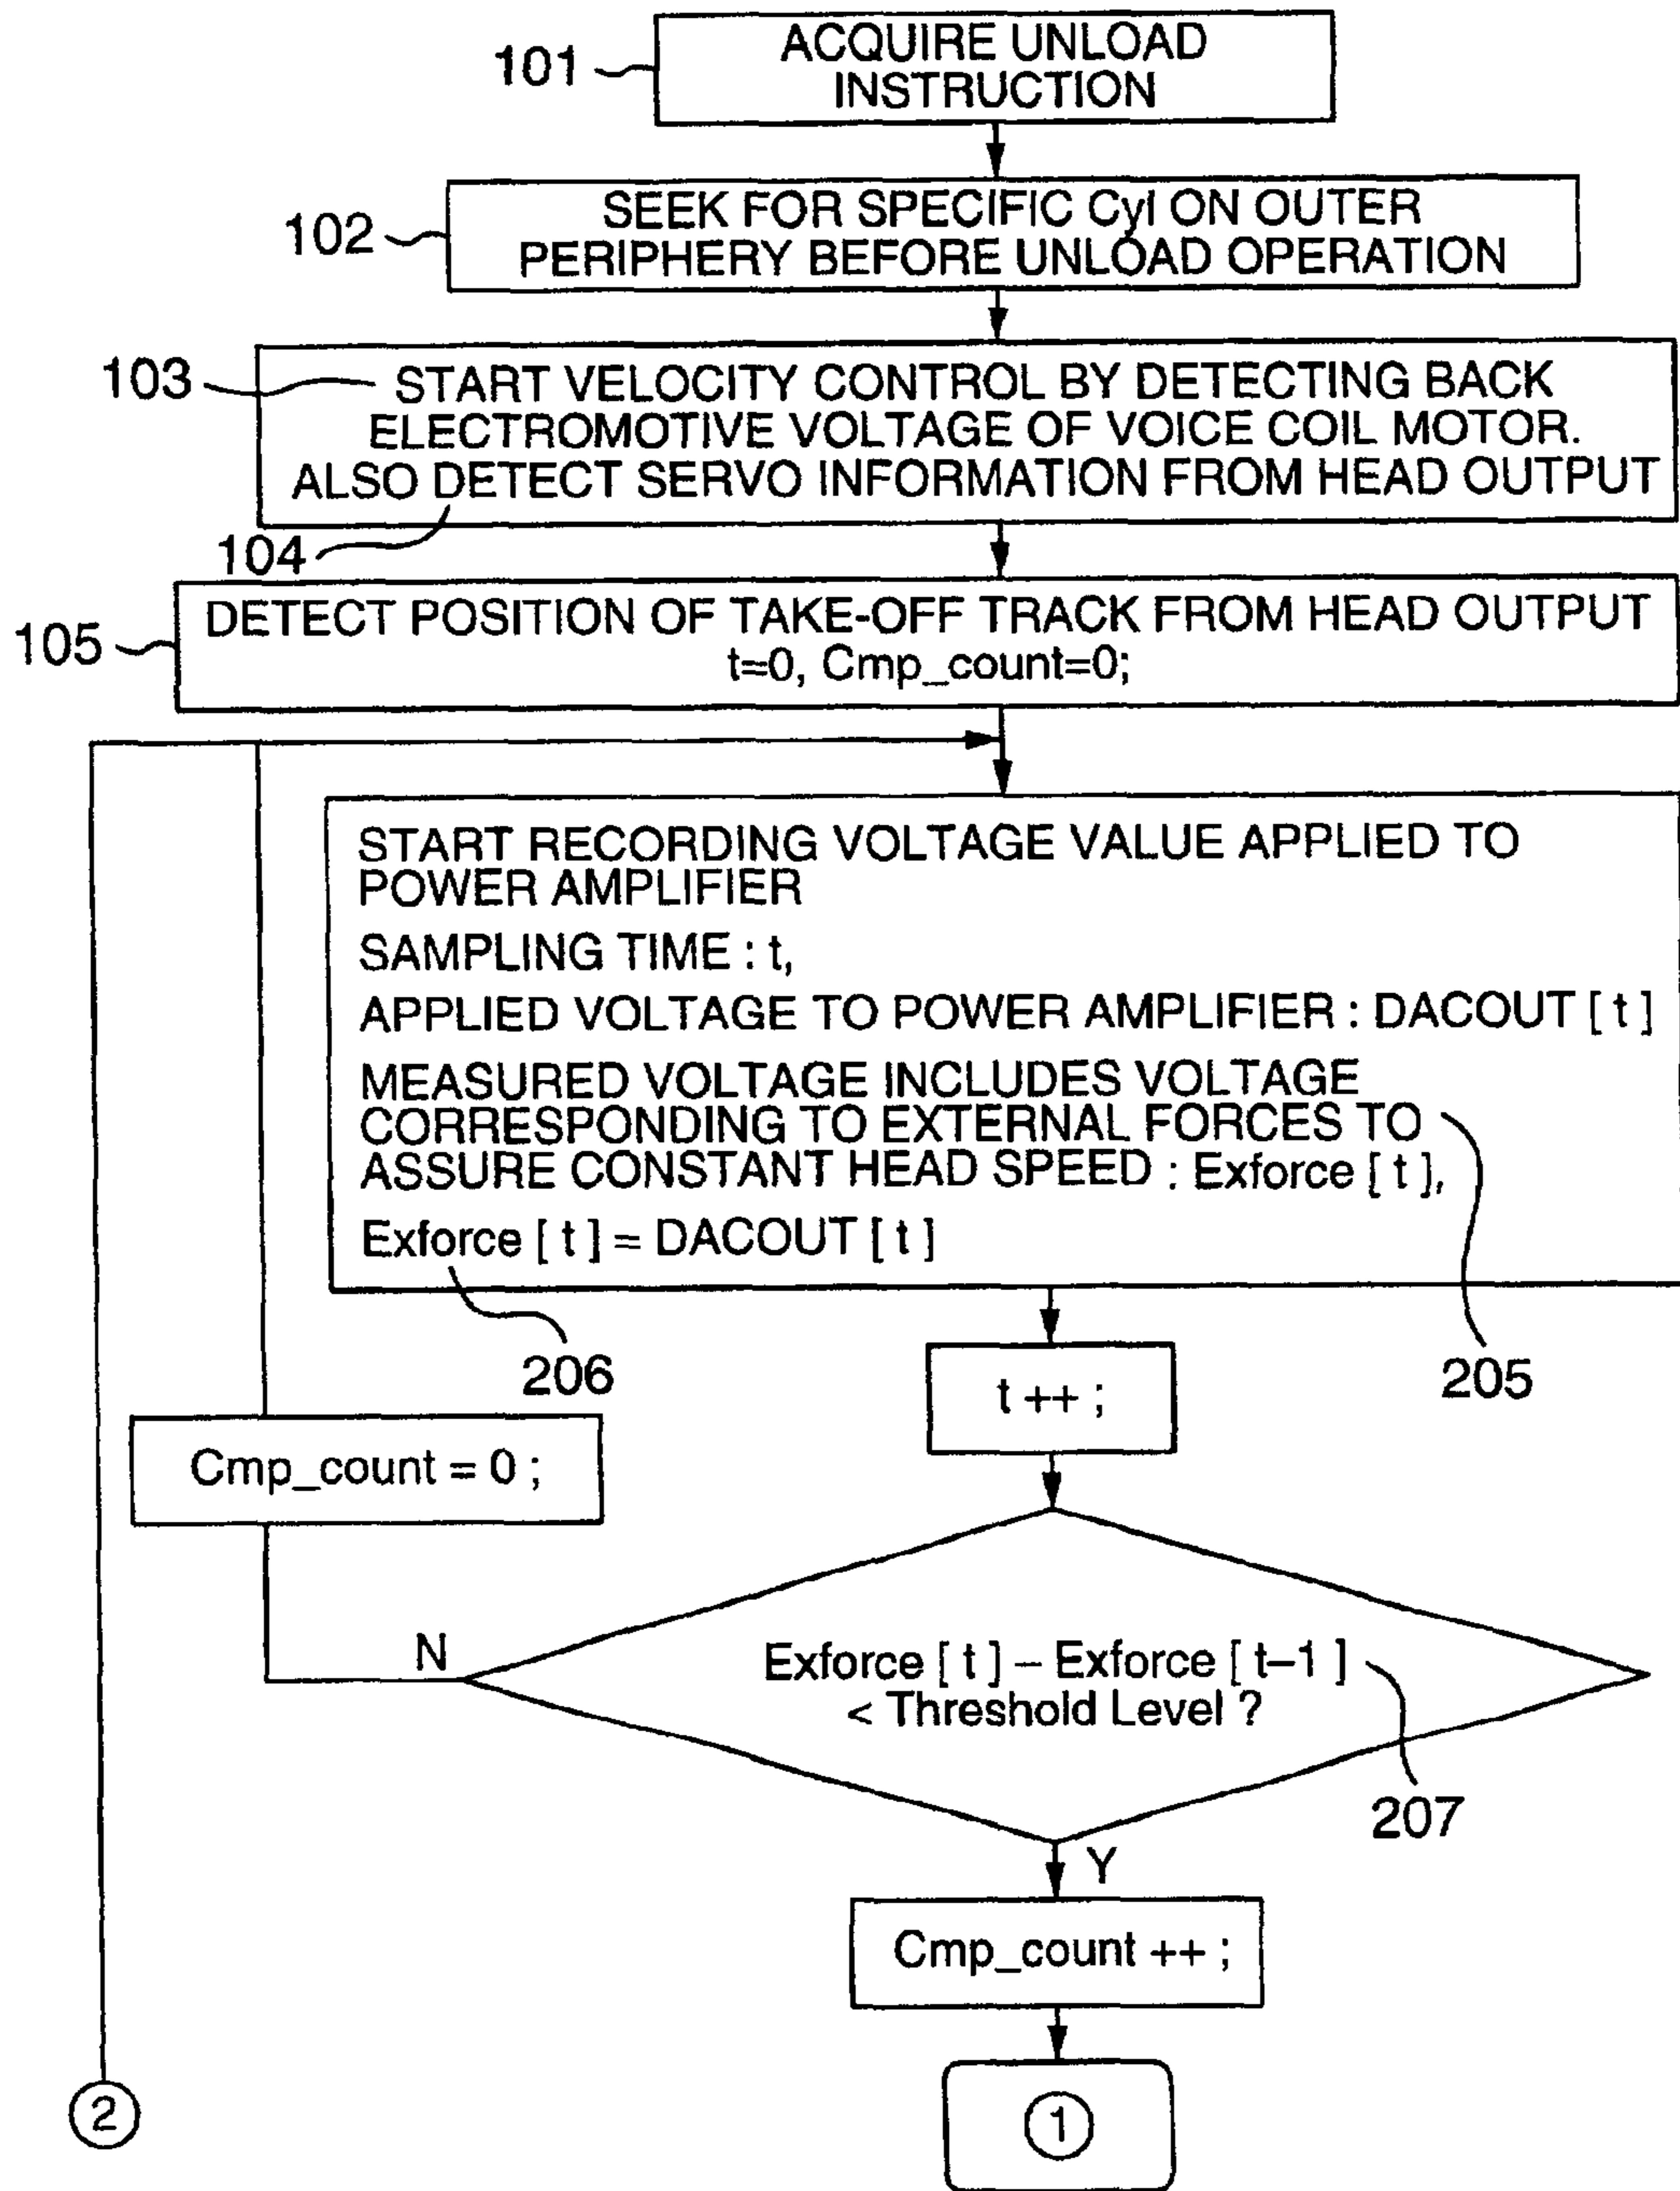 101
ACQUIRE UNLOAD
INSTRUCTION
102
SEEK FOR SPECIFIC Cyl ON OUTER
PERIPHERY BEFORE UNLOAD OPERATION
103
START VELOCITY CONTROL BY DETECTING BACK
ELECTROMOTIVE VOLTAGE OF VOICE COIL MOTOR.
ALSO DETECT SERVO INFORMATION FROM HEAD OUTPUT
104
105
DETECT POSITION OF TAKE-OFF TRACK FROM HEAD OUTPUT
t=0, Cmp_count=0;
START RECORDING VOLTAGE VALUE APPLIED TO
POWER AMPLIFIER
SAMPLING TIME : t,
APPLIED VOLTAGE TO POWER AMPLIFIER : DACOUT [ t ]
MEASURED VOLTAGE INCLUDES VOLTAGE
CORRESPONDING TO EXTERNAL FORCES TO
ASSURE CONSTANT HEAD SPEED : Exforce [ t ],
Exforce [ t ] = DACOUT [ t ]
206
205
t ++ ;
Cmp_count = 0 ;
N
Exforce [ t ] – Exforce [ t–1 ]
< Threshold Level ?
207
Y
Cmp_count ++ ;
2
1